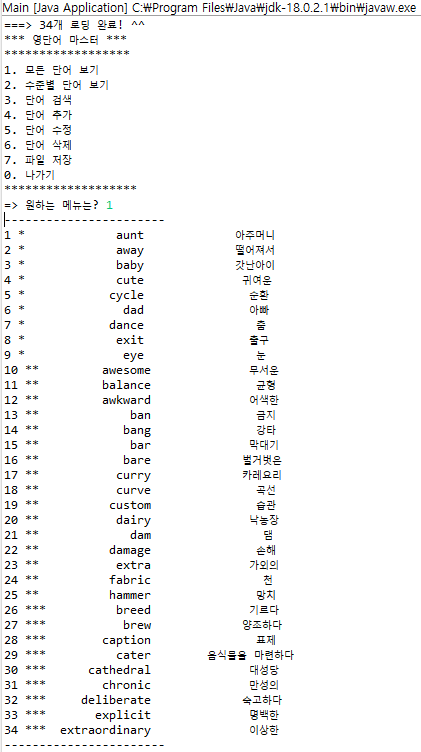 Main [Java Application] C:₩Program Files₩Java₩jdk-18.0.2.1₩bin₩javaw.exe
===> 34개 로딩 완료! ^^
*** 영단어 마스터 ***
******************
1. 모든 단어 보기
2. 수준별 단어 보기
3. 단어 검색
4. 단어 추가
5. 단어 수정
6. 단어 삭제
7. 파일 저장
0. 나가기
*******************
=> 원하는 메뉴는? 1
-----------------------
1 * aunt 아주머니
2 * away 떨어져서
3 * baby 갓난아이
4 * cute 귀여운
5 * cycle 순환
6 * dad 아빠
7 * dance 춤
8 * exit 출구
9 * eye 눈
10 ** awesome 무서운
11 ** balance 균형
12 ** awkward 어색한
13 ** ban 금지
14 ** bang 강타
15 ** bar 막대기
16 ** bare 벌거벗은
17 ** curry 카레요리
18 ** curve 곡선
19 ** custom 습관
20 ** dairy 낙농장
21 ** dam 댐
22 ** damage 손해
23 ** extra 가외의
24 ** fabric 천
25 ** hammer 망치
26 *** breed 기르다
27 *** brew 양조하다
28 *** caption 표제
29 *** cater 음식물을 마련하다
30 *** cathedral 대성당
31 *** chronic 만성의
32 *** deliberate 숙고하다
33 *** explicit 명백한
34 *** extraordinary 이상한
-----------------------